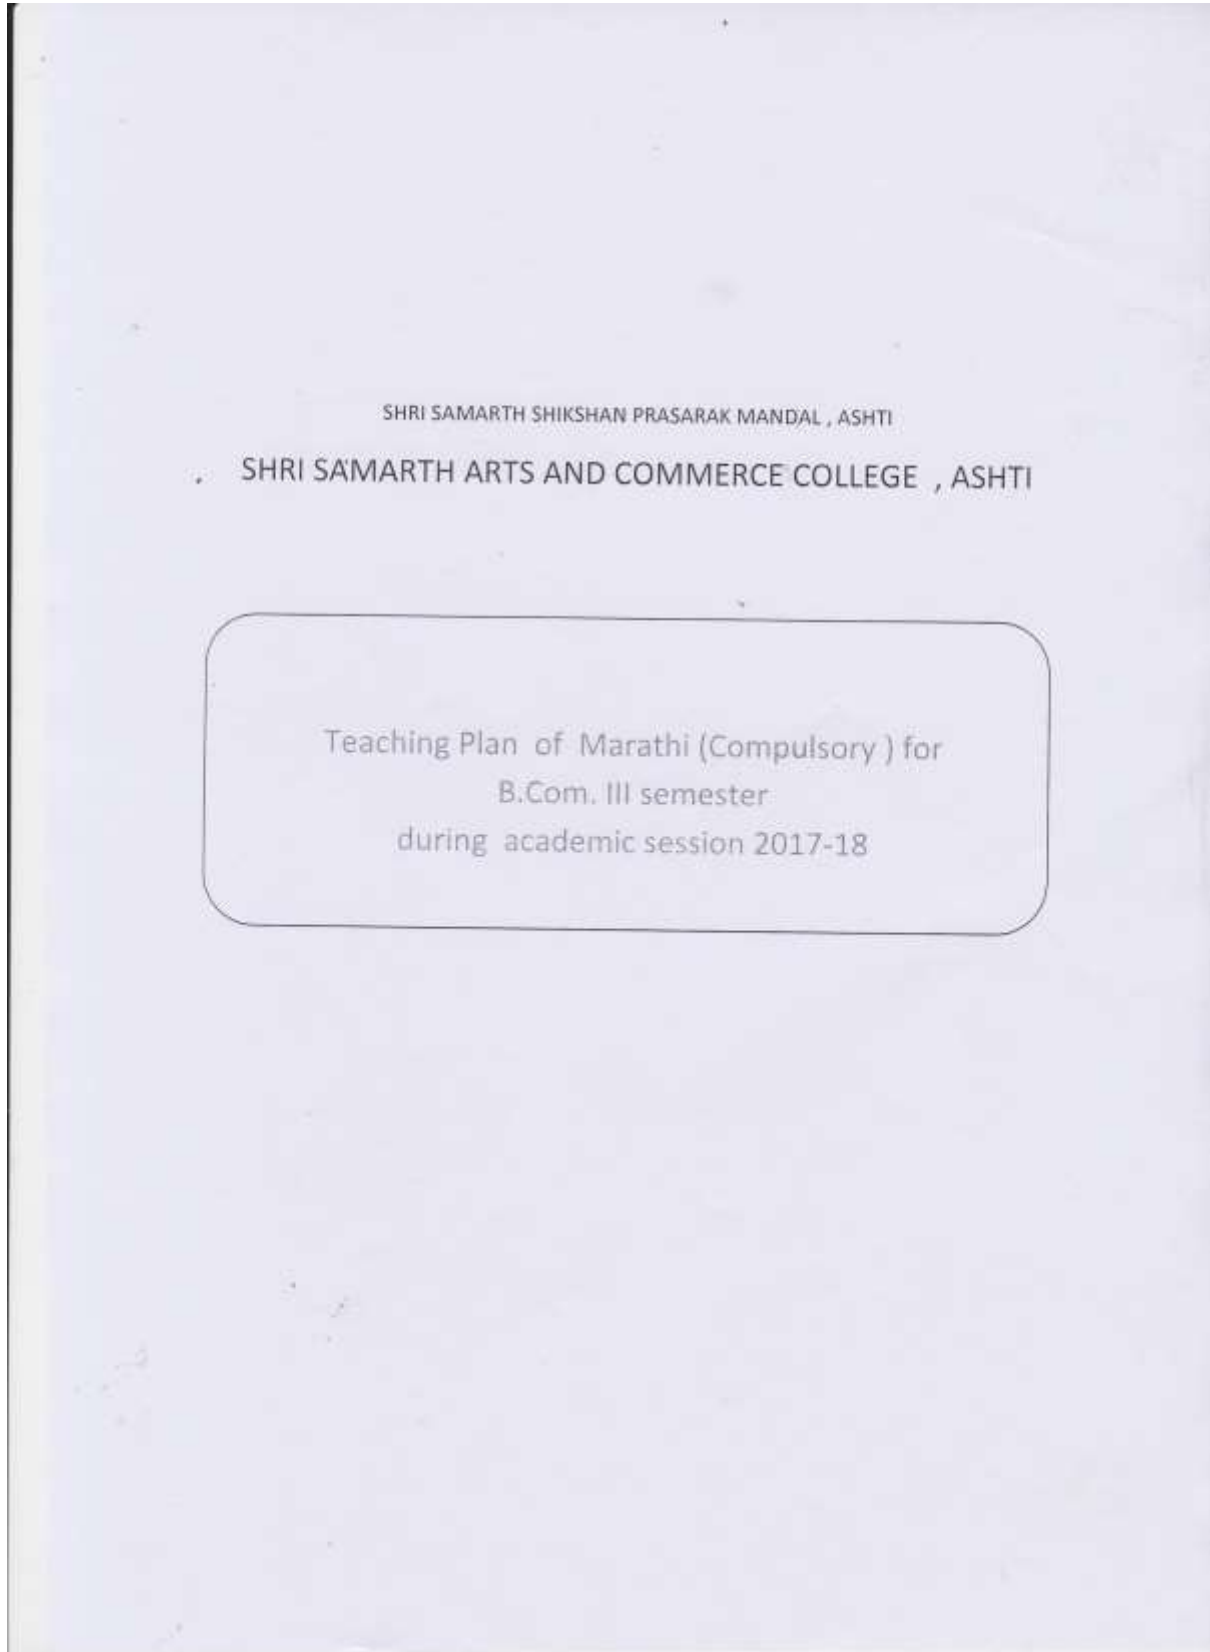 SHRI SAMARTH SHIKSHAN PRASARAK MANDAL , ASHTI
SHRI SAMARTH ARTS AND COMMERCE COLLEGE , ASHTI
Teaching Plan of Marathi (Compulsory ) for
B.Com. III semester
during academic session 2017-18